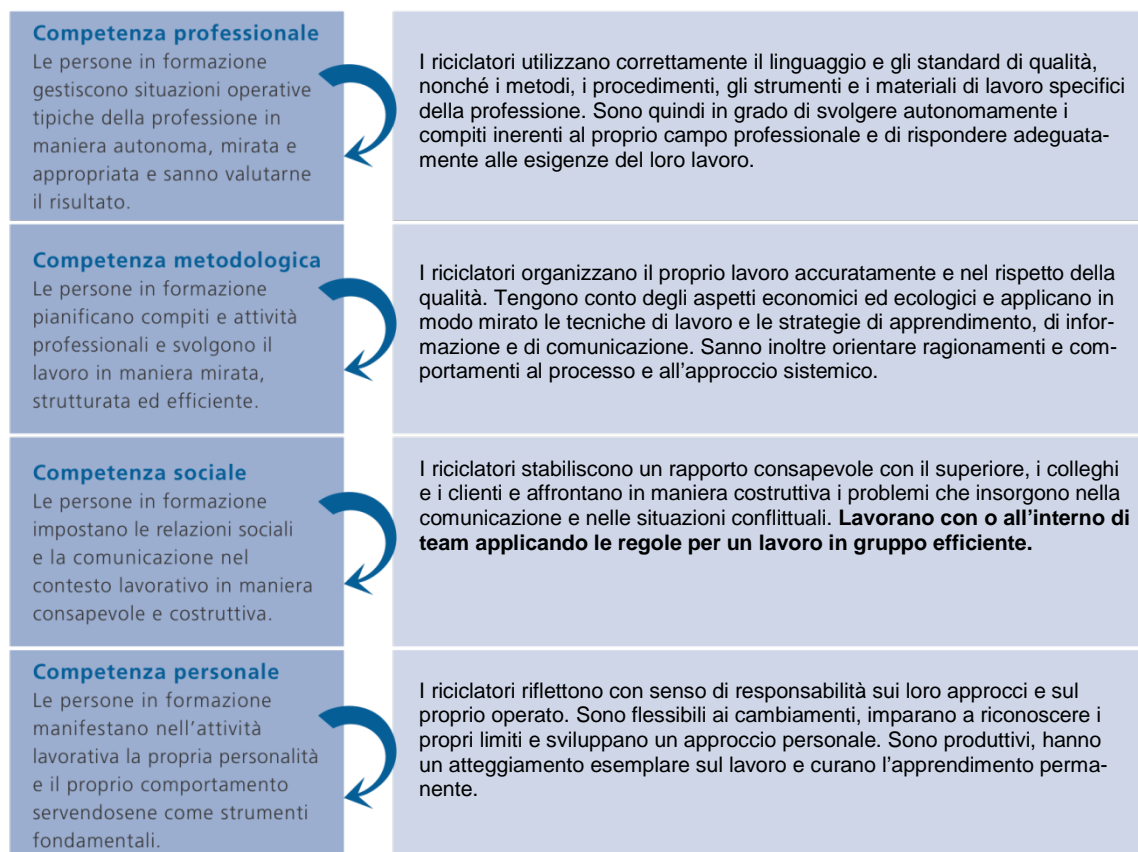 Competenza professionale
Le persone in formazione
gestiscono situazioni operative
tipiche della professione in
maniera autonoma, mirata e
appropriata e sanno valutarne
il risultato.
I riciclatori utilizzano correttamente il linguaggio e gli standard di qualità,
nonché i metodi, i procedimenti, gli strumenti e i materiali di lavoro specifici
della professione. Sono quindi in grado di svolgere autonomamente i
compiti inerenti al proprio campo professionale e di rispondere adeguata-
mente alle esigenze del loro lavoro.
Competenza metodologica
Le persone in formazione
pianificano compiti e attività
professionali e svolgono il
lavoro in maniera mirata,
strutturata ed efficiente.
I riciclatori organizzano il proprio lavoro accuratamente e nel rispetto della
qualità. Tengono conto degli aspetti economici ed ecologici e applicano in
modo mirato le tecniche di lavoro e le strategie di apprendimento, di infor-
mazione e di comunicazione. Sanno inoltre orientare ragionamenti e com-
portamenti al processo e all'approccio sistemico.
Competenza sociale
Le persone in formazione
impostano le relazioni sociali
e la comunicazione nel
contesto lavorativo in maniera
consapevole e costruttiva.
I riciclatori stabiliscono un rapporto consapevole con il superiore, i colleghi
e i clienti e affrontano in maniera costruttiva i problemi che insorgono nella
comunicazione e nelle situazioni conflittuali. Lavorano con o all'interno di
team applicando le regole per un lavoro in gruppo efficiente.
Competenza personale
Le persone in formazione
manifestano nell'attività
lavorativa la propria personalità
e il proprio comportamento
servendosene come strumenti
fondamentali.
I riciclatori riflettono con senso di responsabilità sui loro approcci e sul
proprio operato. Sono flessibili ai cambiamenti, imparano a riconoscere i
propri limiti e sviluppano un approccio personale. Sono produttivi, hanno
un atteggiamento esemplare sul lavoro e curano l'apprendimento perma-
nente.